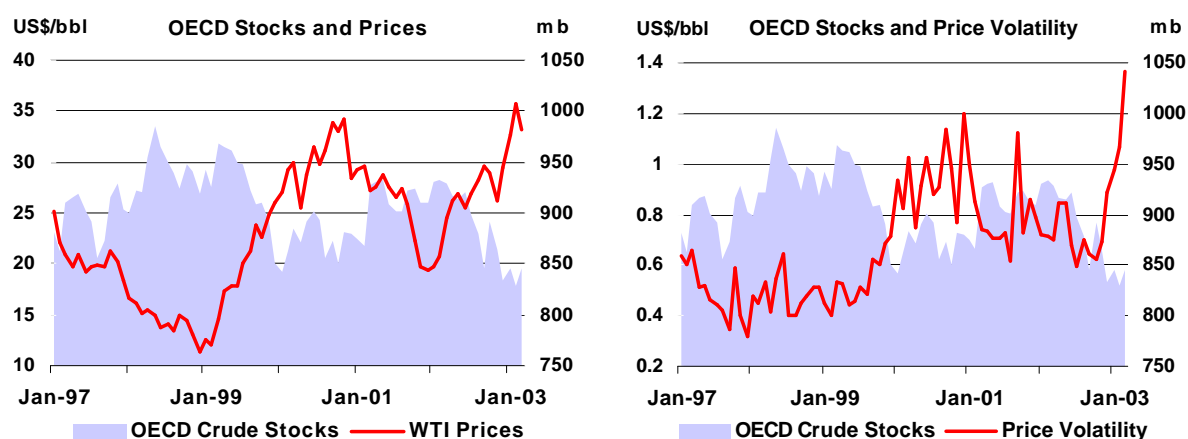 US$/bbl OECD Stocks and Prices mb
40 1050
35 1000
30 950
25 900
20 850
15 800
10 750
Jan-97 Jan-99 Jan-01 Jan-03
OECD Crude Stocks WTI Prices
US$/bbl OECD Stocks and Price Volatility mb
1.4 1050
1.2 1000
1 950
0.8 900
0.6 850
0.4 800
0.2 750
Jan-97 Jan-99 Jan-01 Jan-03
OECD Crude Stocks Price Volatility